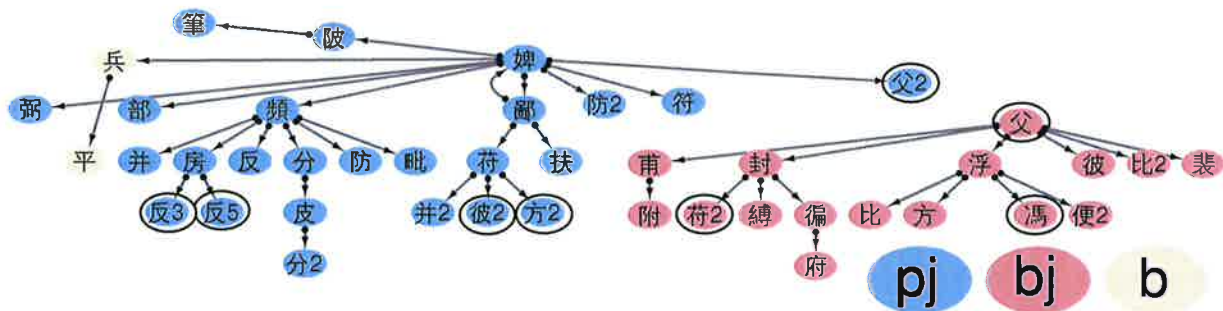 筆 陂
兵 婢 父2
弼 部 頻 鄙 防2 符 父
平 并 房 反 分 防 毗 苻 扶 甫 封 浮 彼 比2 裴
反3 反5 皮 并2 彼2 方2 附 苻2 縛 徧 比 方 馮 便2
分2 府
pj bj b